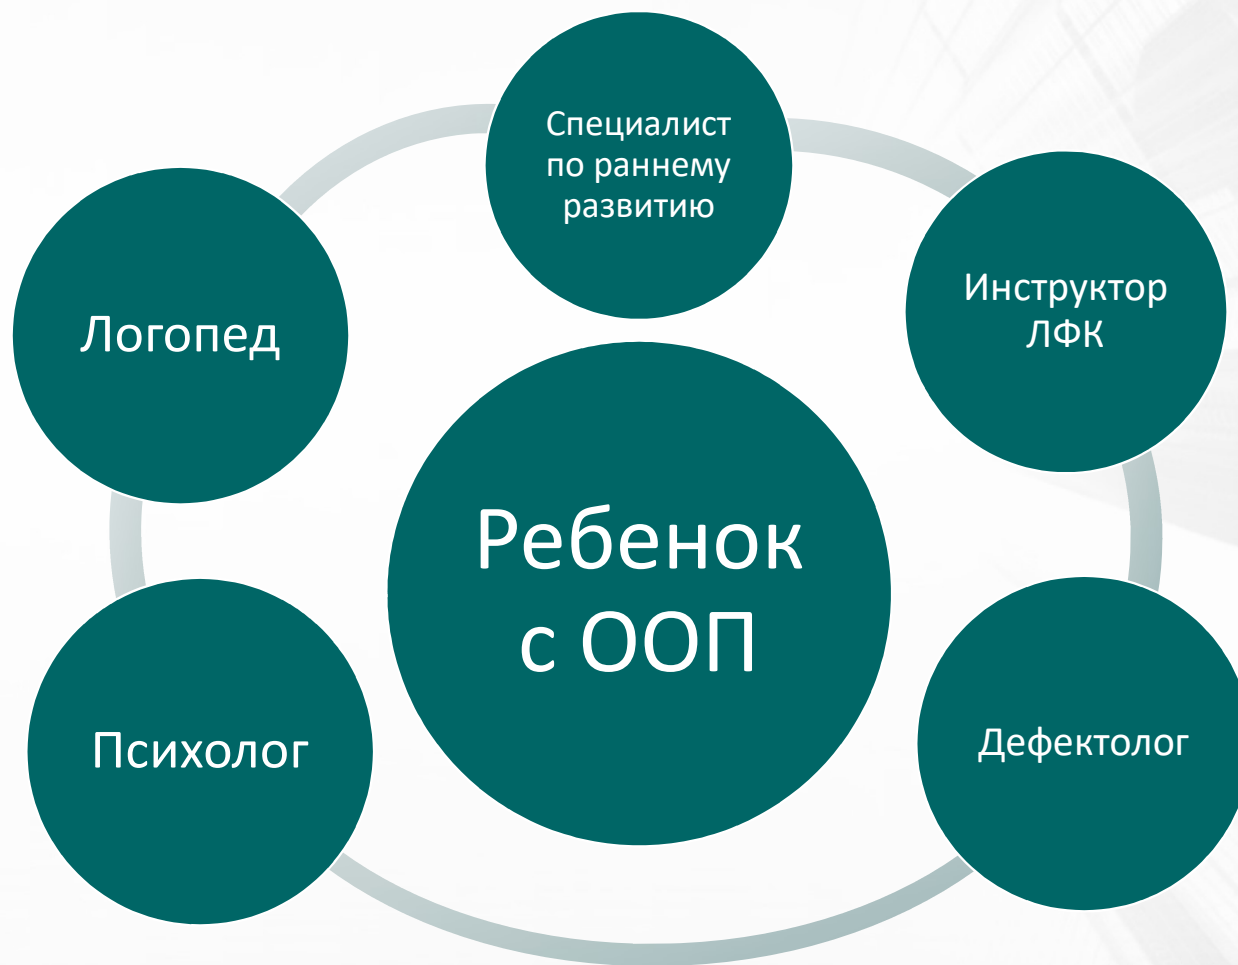 Специалист
по раннему
развитию
Инструктор
ЛФК
Логопед
Ребенок
с ООП
Психолог
Дефектолог